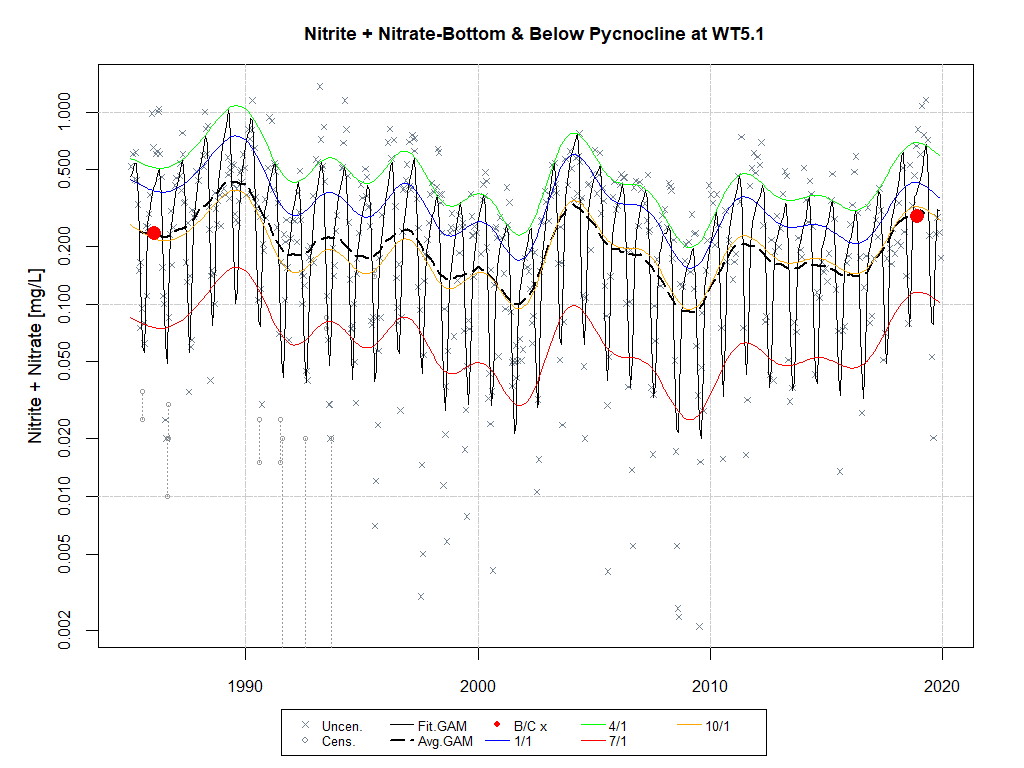 Nitrite + Nitrate-Bottom & Below Pycnocline at WT5.1
Nitrite + Nitrate [mg/L]
1.000
0.500
0.200
0.100
0.050
0.020
0.010
0.005
0.002
1990 2000 2010 2020
Uncen. Fit.GAM B/C x 4/1 10/1
Cens. Avg.GAM 1/1 7/1